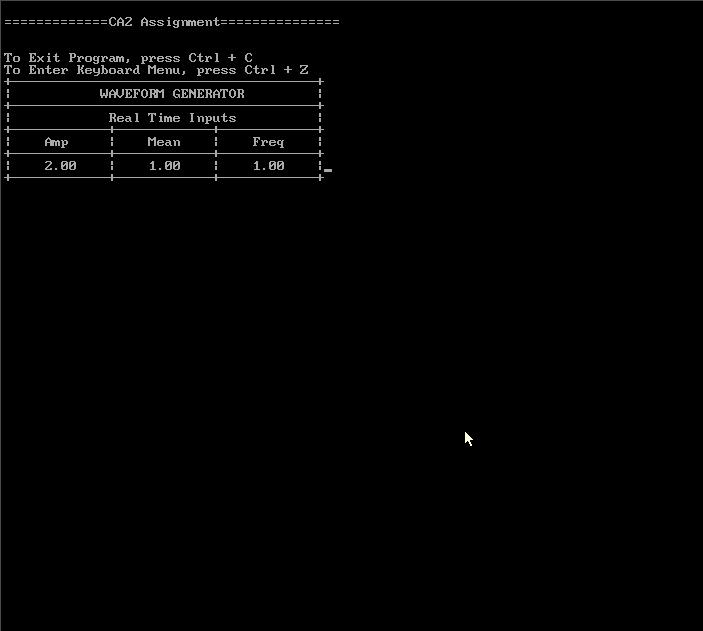 =============CA2 Assignment===============
To Exit Program, press Ctrl + C
To Enter Keyboard Menu, press Ctrl + Z
WAVEFORM GENERATOR
Real Time Inputs
Amp ¦ Mean ¦ Freq
2.00 ¦ 1.00 ¦ 1.00